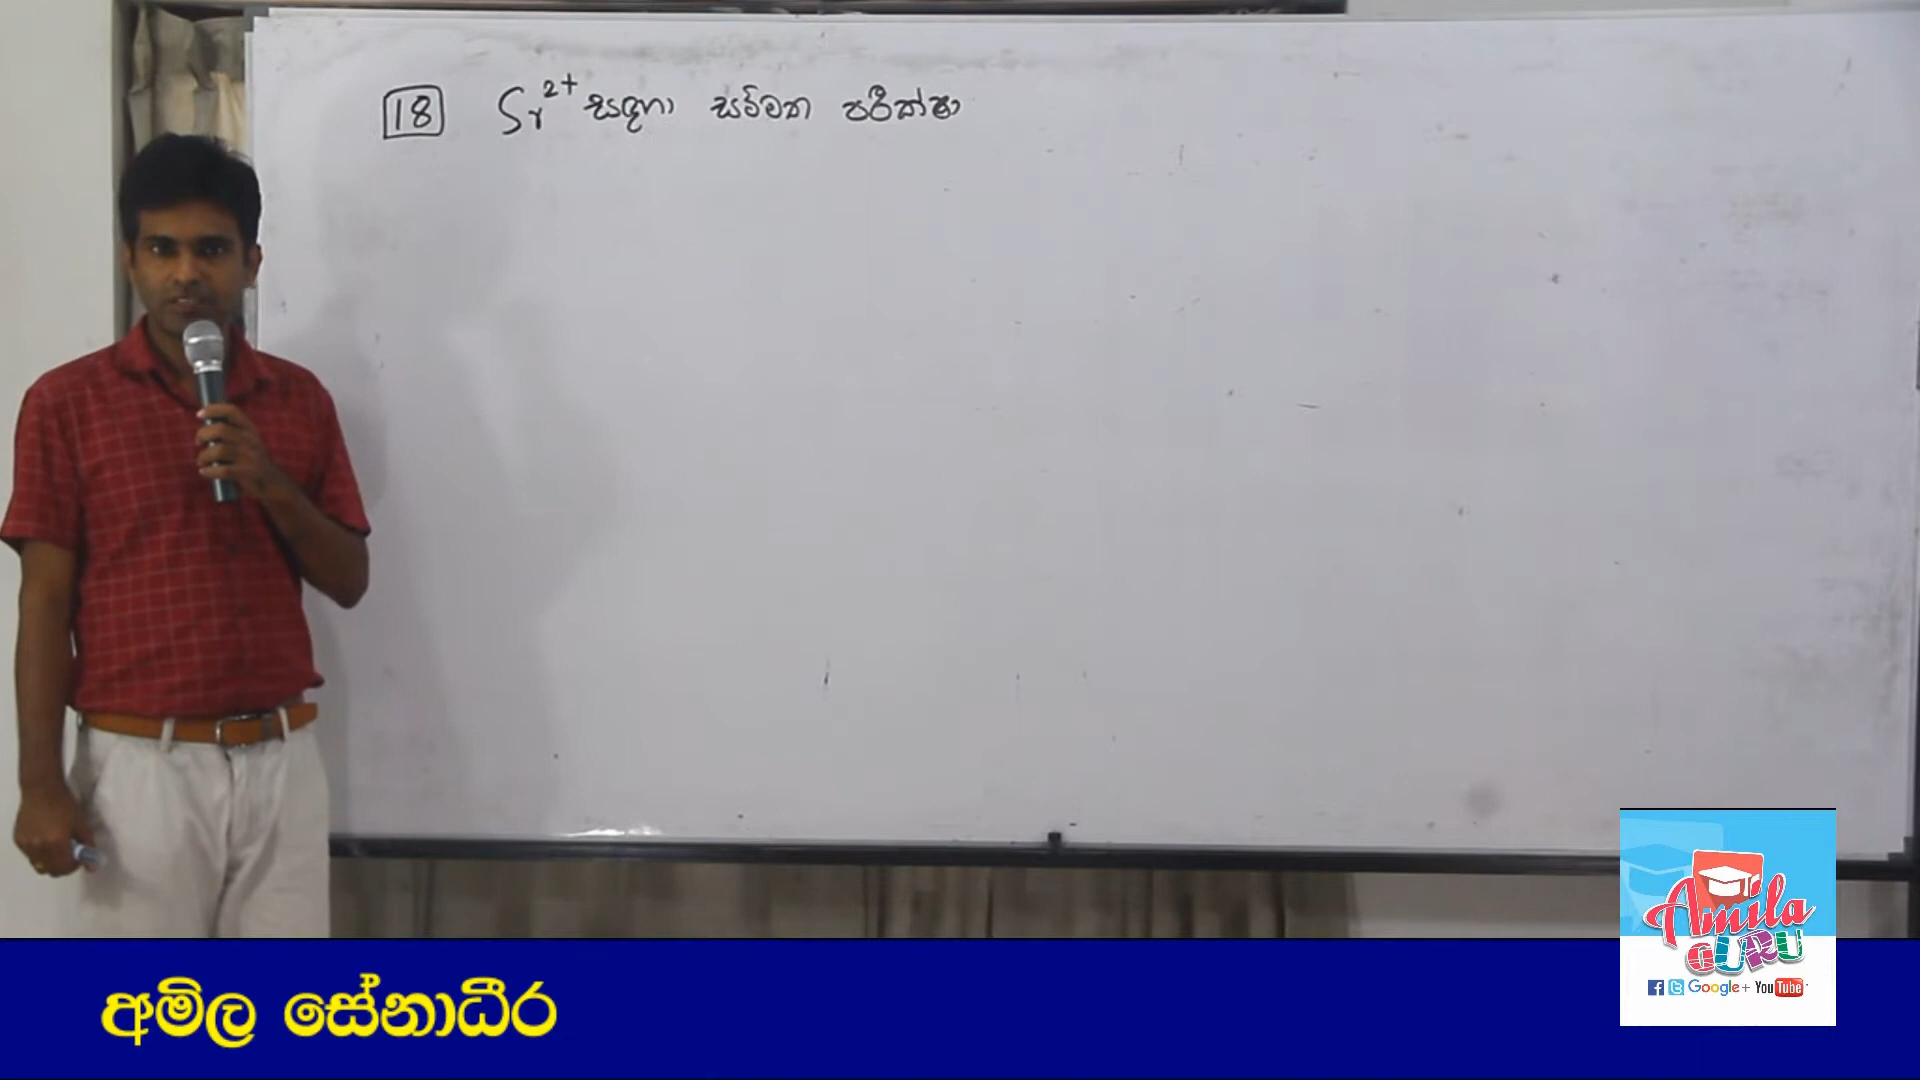 18 Sr²⁺ සඳහා සම්මත පරීක්ෂා
Amila
GURU
Google+ YouTube
අමිල සේනාධීර